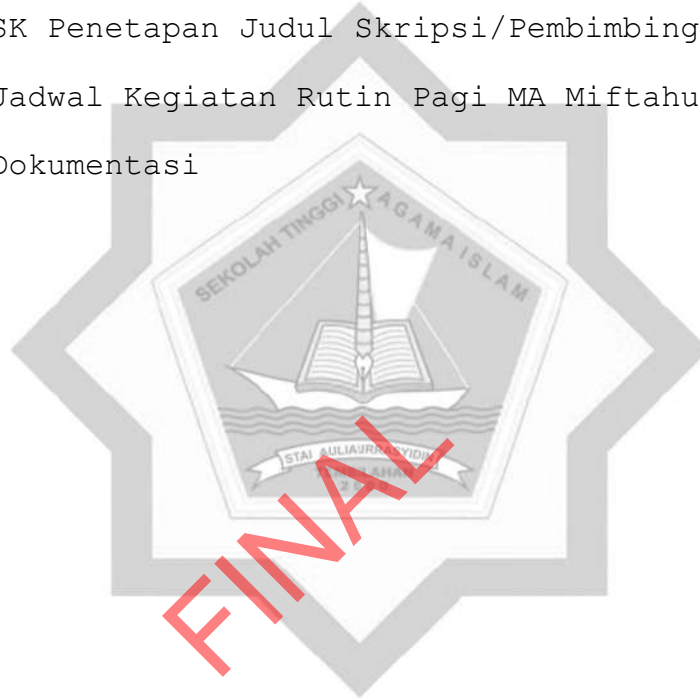 SK Penetapan Judul Skripsi/Pembimbing
Jadwal Kegiatan Rutin Pagi MA Miftahu
Dokumentasi
SEKOLAH TINGGI AGAMA ISLAM
STAI AULIAURRASYIDIN
TEMBILAHAN
FINAL